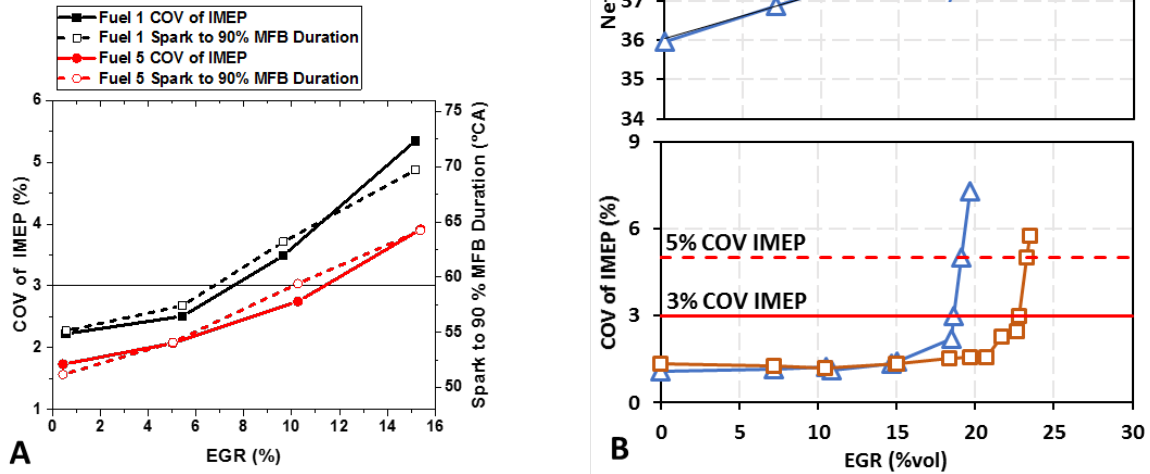 Fuel 1 COV of IMEP
Fuel 1 Spark to 90% MFB Duration
Fuel 5 COV of IMEP
Fuel 5 Spark to 90% MFB Duration
6
5
4
3
2
1
COV of IMEP (%)
75
70
65
60
55
50
Spark to 90 % MFB Duration (°CA)
0 2 4 6 8 10 12 14 16
EGR (%)
A
Net
37
36
35
34
9
6
3
0
COV of IMEP (%)
5% COV IMEP
3% COV IMEP
0 5 10 15 20 25 30
EGR (%vol)
B